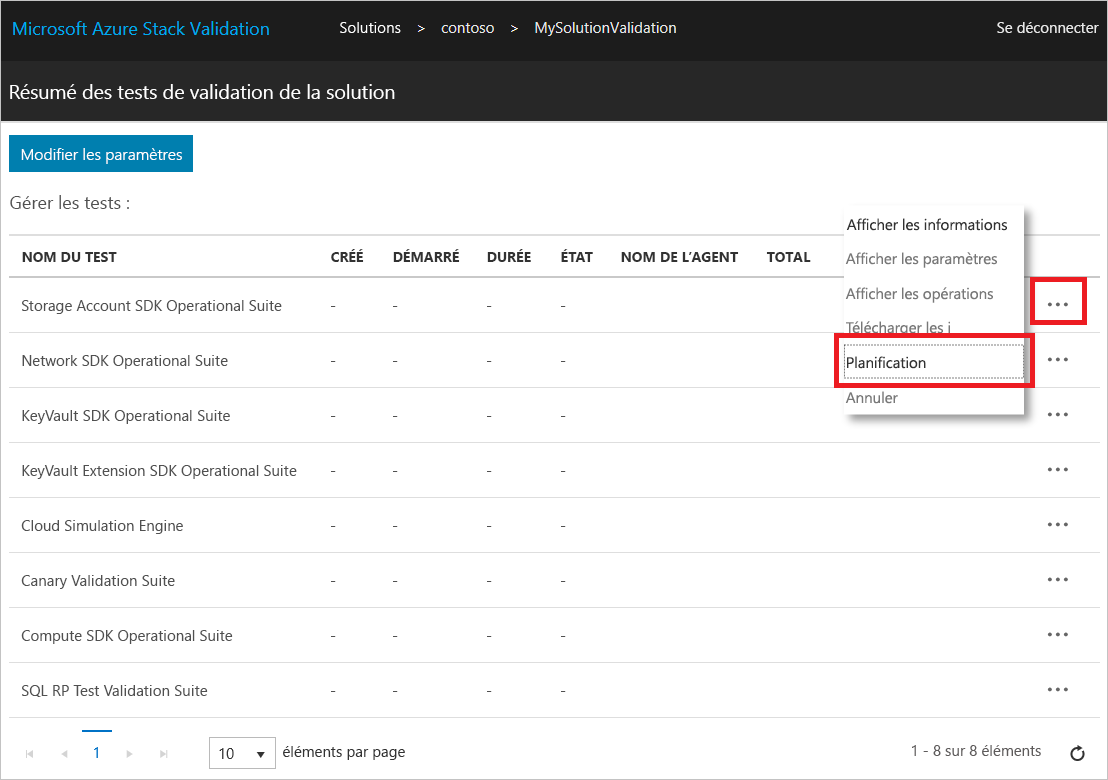 Microsoft Azure Stack Validation Solutions > contoso > MySolutionValidation Se déconnecter
Résumé des tests de validation de la solution
Modifier les paramètres
Gérer les tests :
NOM DU TEST CRÉÉ DÉMARRÉ DURÉE ÉTAT NOM DE L'AGENT TOTAL
Afficher les informations
Afficher les paramètres
Afficher les opérations
Télécharger les j
Planification
Annuler
Storage Account SDK Operational Suite - - - - •••
Network SDK Operational Suite - - - - •••
KeyVault SDK Operational Suite - - - - •••
KeyVault Extension SDK Operational Suite - - - - •••
Cloud Simulation Engine - - - - •••
Canary Validation Suite - - - - •••
Compute SDK Operational Suite - - - - •••
SQL RP Test Validation Suite - - - - •••
1 10 éléments par page 1 - 8 sur 8 éléments